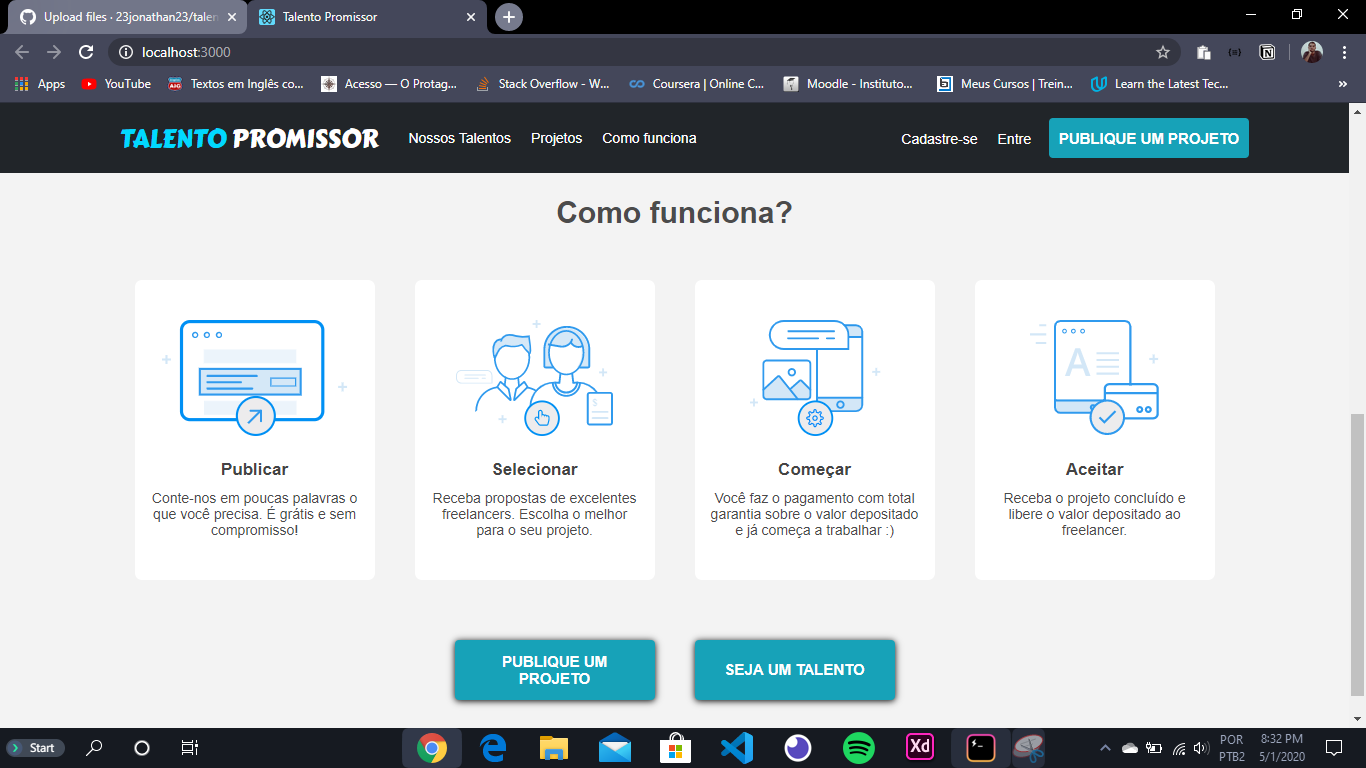 Upload files · 23jonathan23/talen
Talento Promissor
localhost:3000
Apps
YouTube
Textos em Inglês co...
Acesso — O Protag...
Stack Overflow - W...
Coursera | Online C...
Moodle - Instituto...
Meus Cursos | Trein...
Learn the Latest Tec...
»
TALENTO PROMISSOR
Nossos Talentos
Projetos
Como funciona
Cadastre-se
Entre
PUBLIQUE UM PROJETO
Como funciona?
A
$
Publicar
Conte-nos em poucas palavras o
que você precisa. É grátis e sem
compromisso!
Selecionar
Receba propostas de excelentes
freelancers. Escolha o melhor
para o seu projeto.
Começar
Você faz o pagamento com total
garantia sobre o valor depositado
e já começa a trabalhar :)
Aceitar
Receba o projeto concluído e
libere o valor depositado ao
freelancer.
PUBLIQUE UM
PROJETO
SEJA UM TALENTO
Start
Xd
POR
PTB2
8:32 PM
5/1/2020